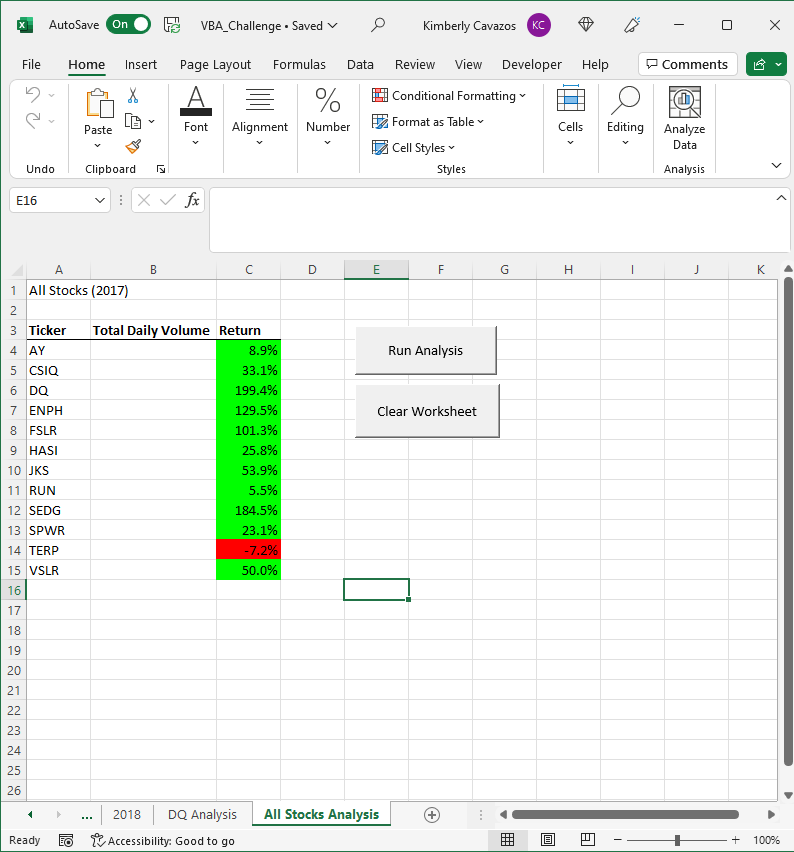 AutoSave On VBA_Challenge • Saved Kimberly Cavazos KC
File Home Insert Page Layout Formulas Data Review View Developer Help Comments
Paste
Font
Alignment
Number
Conditional Formatting
Format as Table
Cell Styles
Cells
Editing
Analyze
Data
Undo Clipboard Styles Analysis
E16 fx
A B C D E F G H I J K
1 All Stocks (2017)
2
3 Ticker Total Daily Volume Return
4 AY 8.9% Run Analysis
5 CSIQ 33.1%
6 DQ 199.4%
7 ENPH 129.5% Clear Worksheet
8 FSLR 101.3%
9 HASI 25.8%
10 JKS 53.9%
11 RUN 5.5%
12 SEDG 184.5%
13 SPWR 23.1%
14 TERP -7.2%
15 VSLR 50.0%
16
17
18
19
20
21
22
23
24
25
26
... 2018 DQ Analysis All Stocks Analysis
Ready Accessibility: Good to go 100%